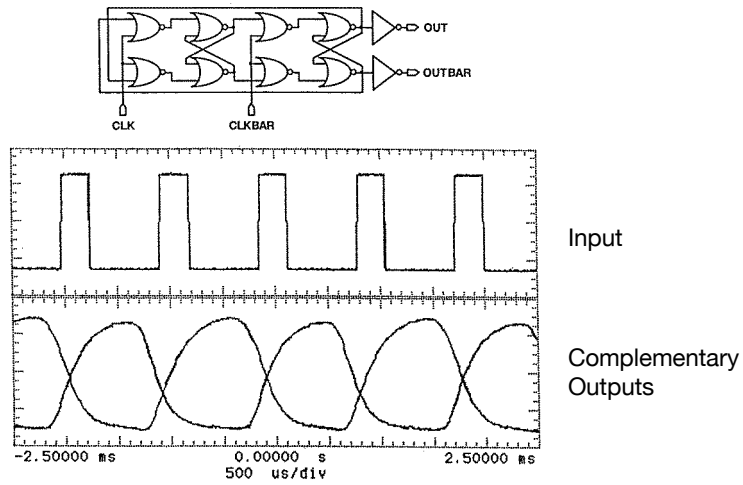 OUT
OUTBAR
CLK
CLKBAR
Input
Complementary
Outputs
-2.50000 ms
0.00000 s
2.50000 ms
500 us/div